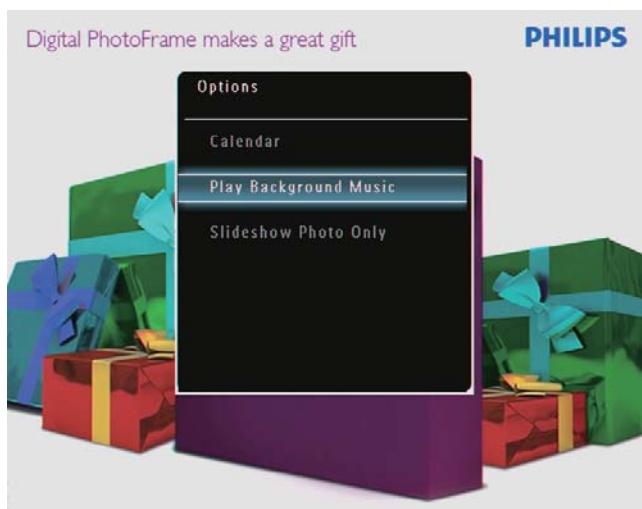 Digital PhotoFrame makes a great gift
PHILIPS
Options
Calendar
Play Background Music
Slideshow Photo Only